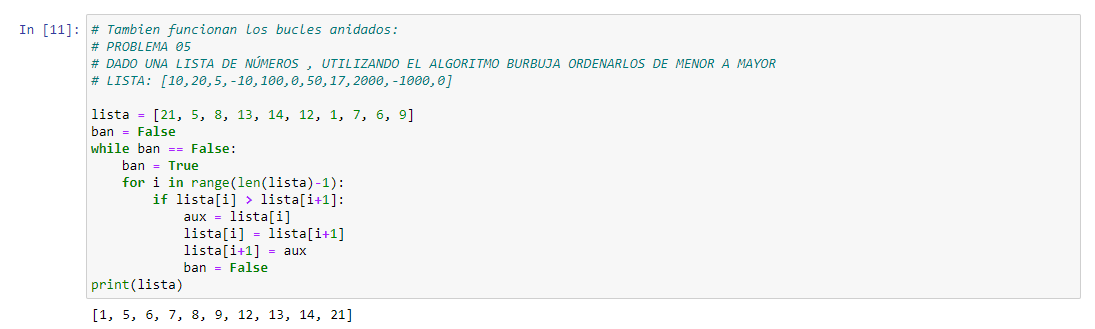 In [11]: # Tambien funcionan los bucles anidados:
# PROBLEMA 05
# DADO UNA LISTA DE NÚMEROS , UTILIZANDO EL ALGORITMO BURBUJA ORDENARLOS DE MENOR A MAYOR
# LISTA: [10,20,5,-10,100,0,50,17,2000,-1000,0]

lista = [21, 5, 8, 13, 14, 12, 1, 7, 6, 9]
ban = False
while ban == False:
    ban = True
    for i in range(len(lista)-1):
        if lista[i] > lista[i+1]:
            aux = lista[i]
            lista[i] = lista[i+1]
            lista[i+1] = aux
            ban = False
print(lista)
[1, 5, 6, 7, 8, 9, 12, 13, 14, 21]